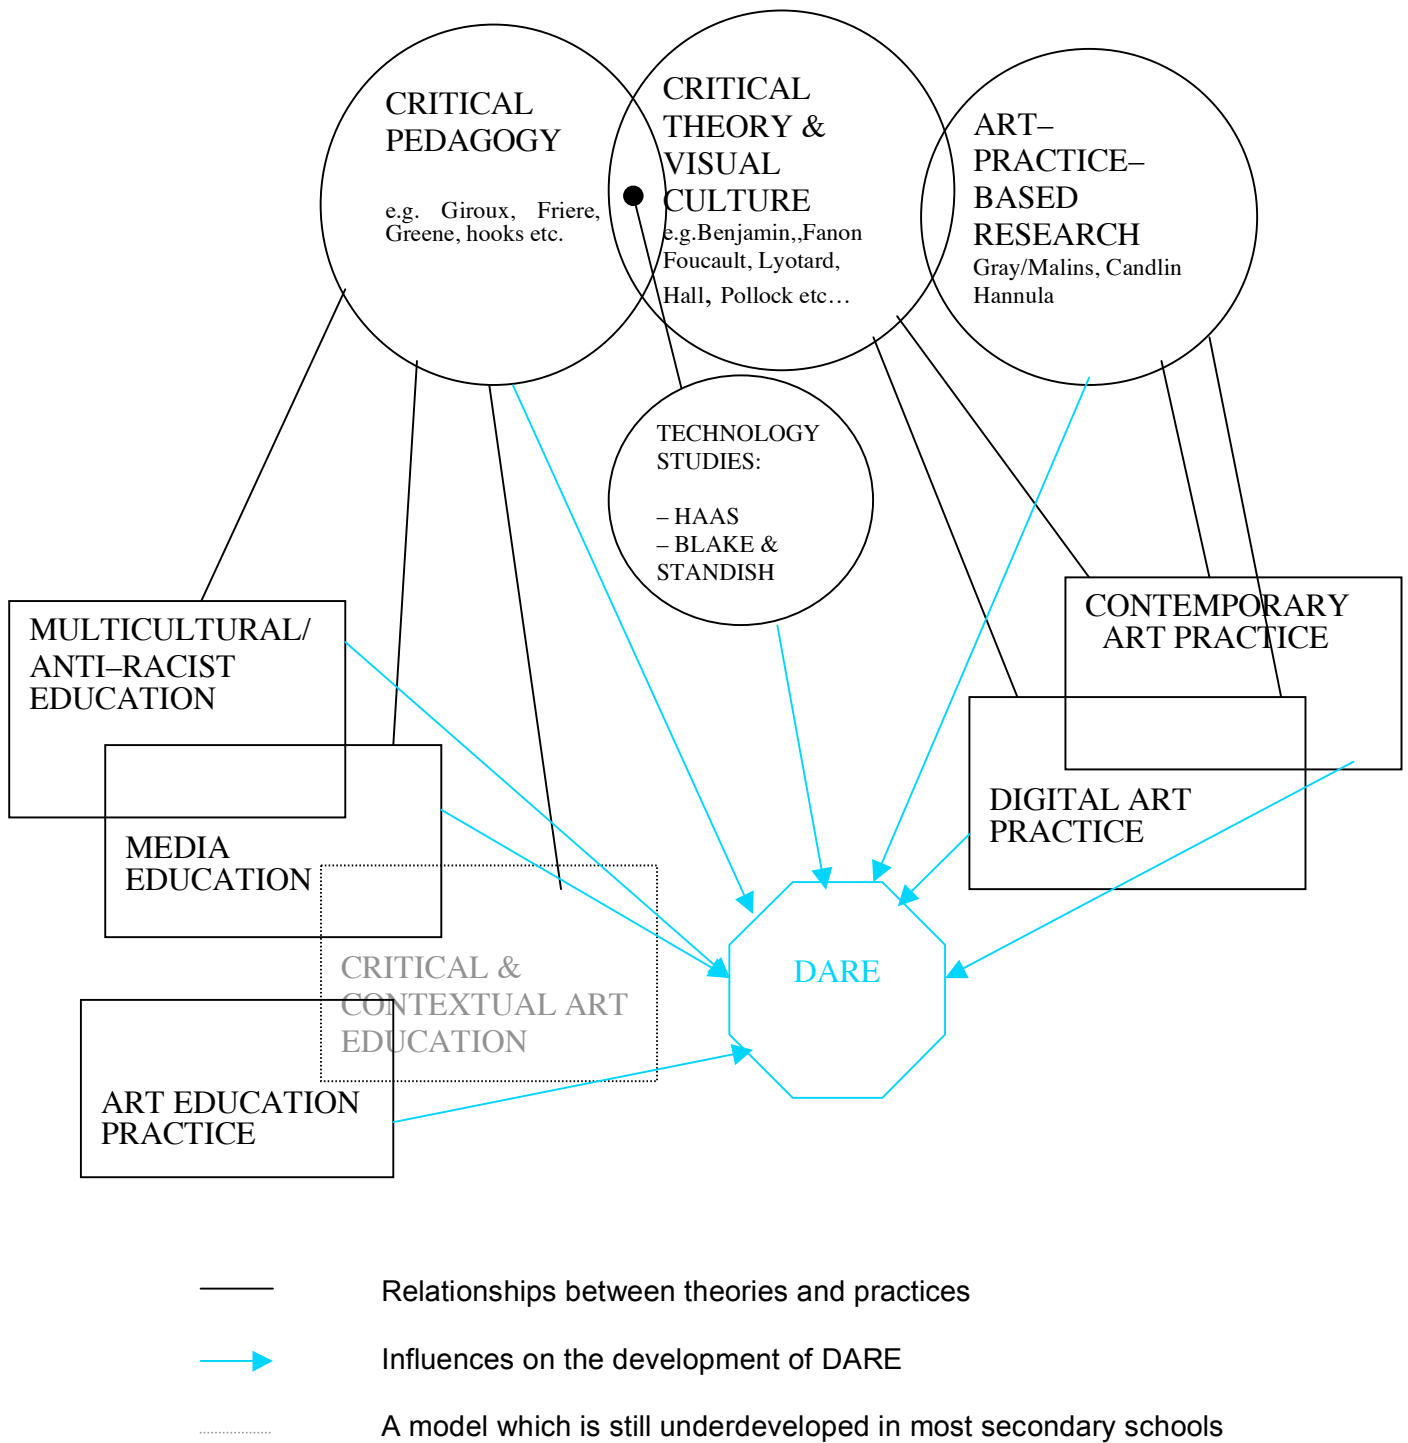 CRITICAL
PEDAGOGY
e.g. Giroux, Friere,
Greene, hooks etc.
CRITICAL
THEORY &
VISUAL
CULTURE
e.g.Benjamin,,Fanon
Foucault, Lyotard,
Hall, Pollock etc…
ART–
PRACTICE–
BASED
RESEARCH
Gray/Malins, Candlin
Hannula
TECHNOLOGY
STUDIES:
– HAAS
– BLAKE &
STANDISH
MULTICULTURAL/
ANTI–RACIST
EDUCATION
CONTEMPORARY
ART PRACTICE
MEDIA
EDUCATION
DIGITAL ART
PRACTICE
CRITICAL &
CONTEXTUAL ART
EDUCATION
DARE
ART EDUCATION
PRACTICE
Relationships between theories and practices
Influences on the development of DARE
A model which is still underdeveloped in most secondary schools